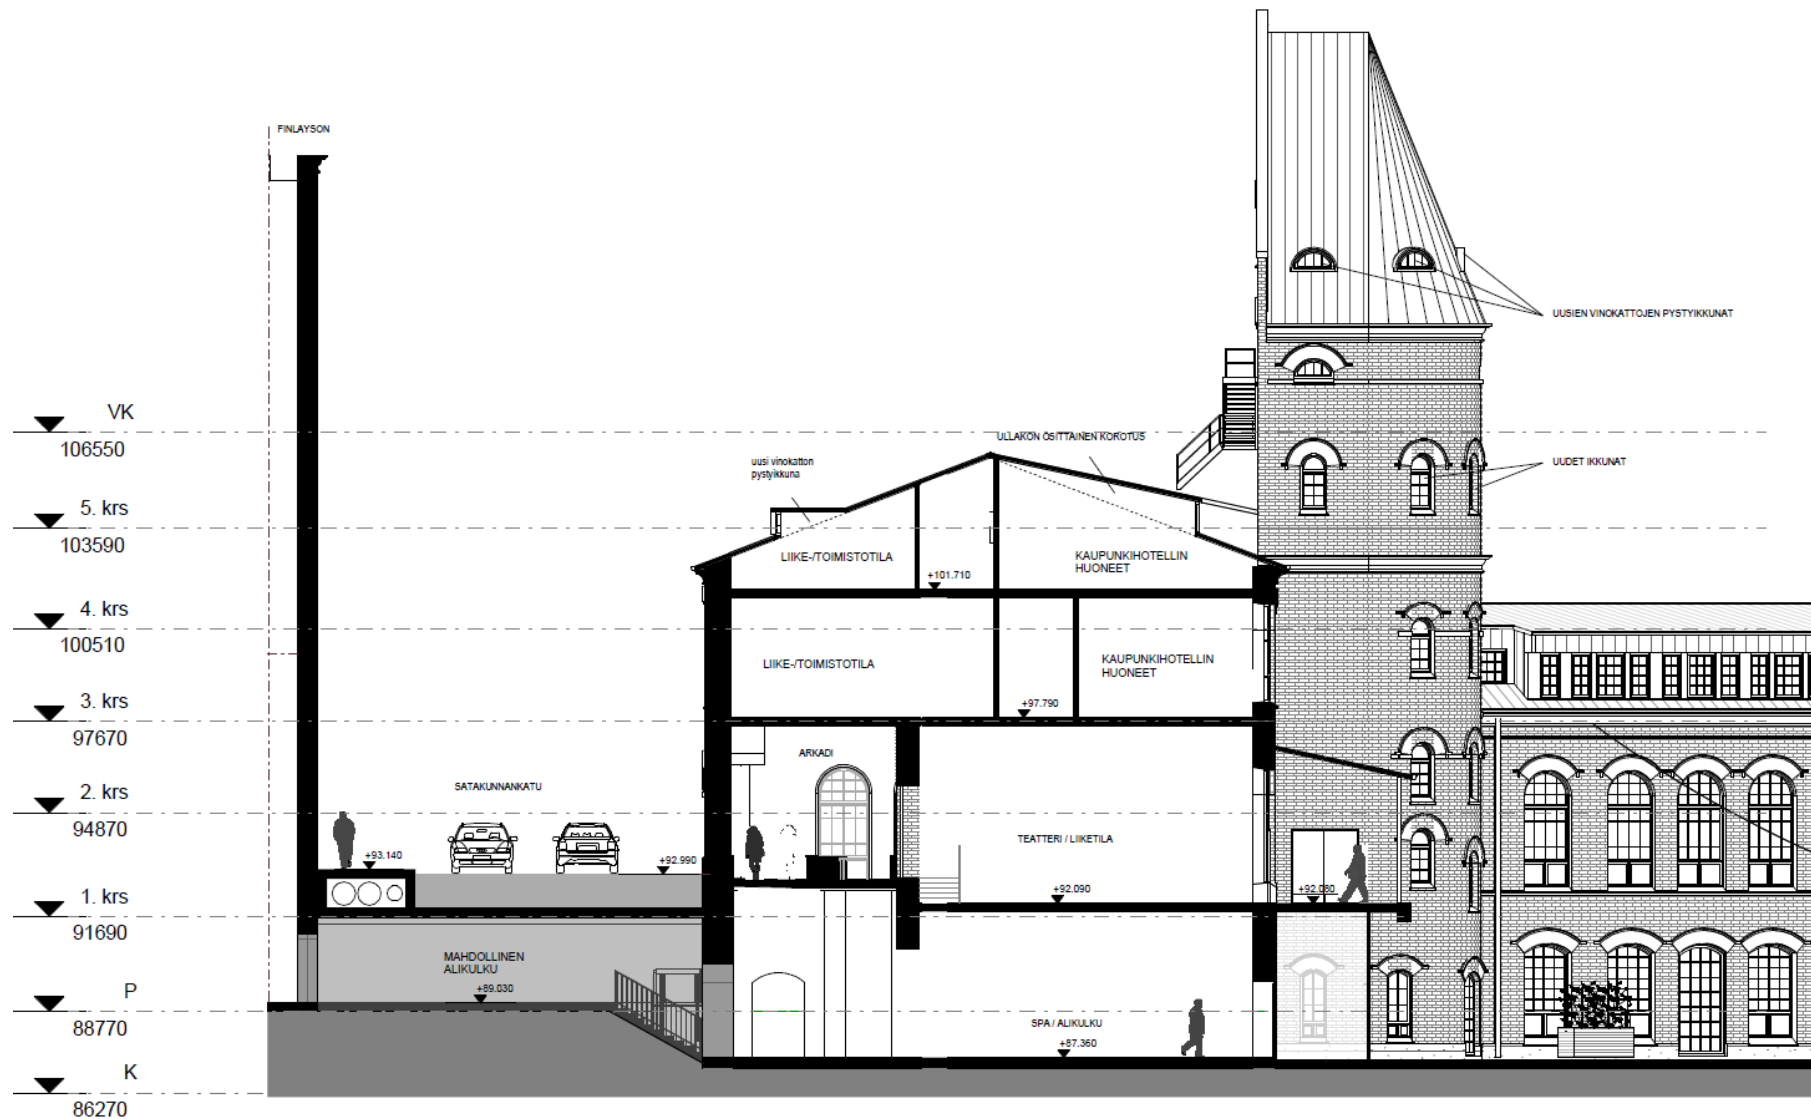 FINLAYSON
UUSIEN VINOKATTOJEN PYSTYIKKUNAT
VK
106550
ULLAKON OSITTAINEN KOROTUS
uusi vinokatton
pystyikkuna
UUDET IKKUNAT
5. krs
103590
LIIKE-/TOIMISTOTILA
KAUPUNKIHOTELLIN
HUONEET
+101.710
4. krs
100510
LIIKE-/TOIMISTOTILA
KAUPUNKIHOTELLIN
HUONEET
3. krs
97670
+97.790
ARKADI
SATAKUNNANKATU
2. krs
94870
TEATTERI / LIIKETILA
+93.140
+92.990
+92.090
+92.080
1. krs
91690
MAHDOLLINEN
ALIKULKU
+89.030
P
88770
SPA / ALIKULKU
+87.360
K
86270